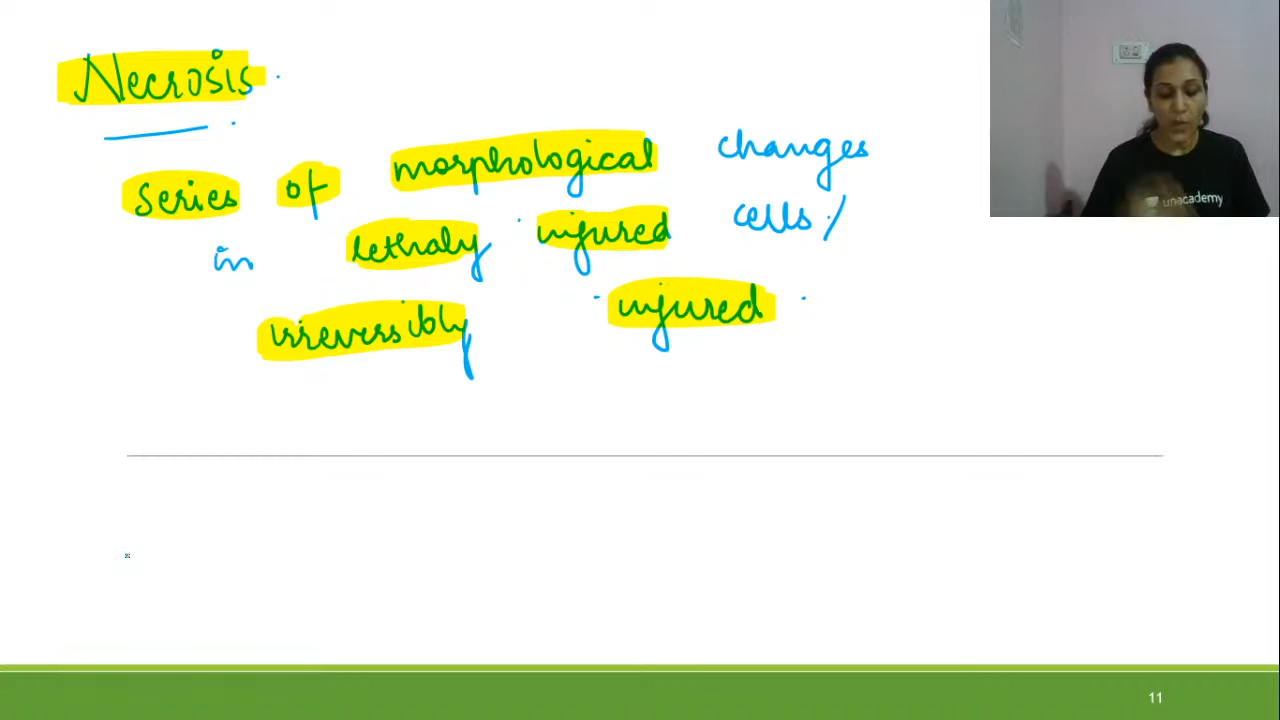 Necrosis
series of morphological changes
in lethaly injured cells/
irreversibly injured
unacademy
11